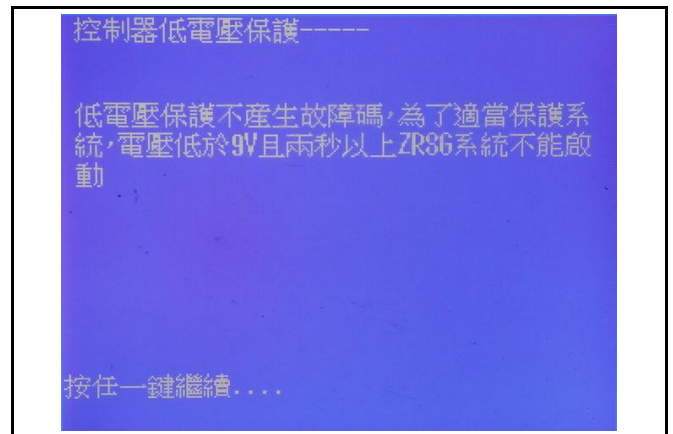 控制器低電壓保護-----
低電壓保護不產生故障碼,為了適當保護系
統,電壓低於9V且兩秒以上ZR8G系統不能啟
動
按任一鍵繼續....